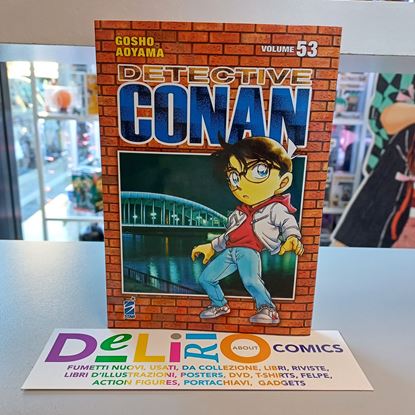 GOSHO
AOYAMA
VOLUME 53
DETECTIVE
CONAN
STAR
DeLiRiO ABOUT COMICS
FUMETTI NUOVI, USATI, DA COLLEZIONE, LIBRI, RIVISTE,
LIBRI D'ILLUSTRAZIONI, POSTERS, DVD, T-SHIRTS, FELPE,
ACTION FIGURES, PORTACHIAVI, GADGETS